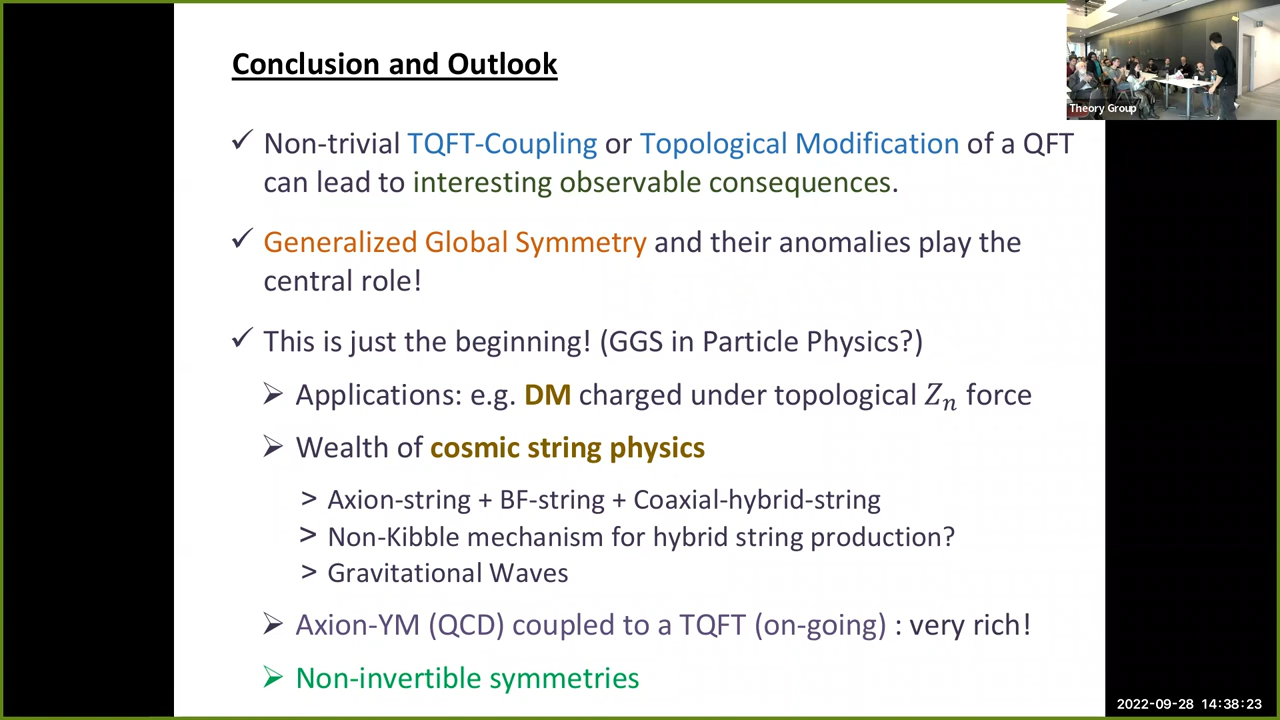 Conclusion and Outlook
Theory Group
✓ Non-trivial TQFT-Coupling or Topological Modification of a QFT
can lead to interesting observable consequences.
✓ Generalized Global Symmetry and their anomalies play the
central role!
✓ This is just the beginning! (GGS in Particle Physics?)
➢ Applications: e.g. DM charged under topological Zₙ force
➢ Wealth of cosmic string physics
> Axion-string + BF-string + Coaxial-hybrid-string
> Non-Kibble mechanism for hybrid string production?
> Gravitational Waves
➢ Axion-YM (QCD) coupled to a TQFT (on-going) : very rich!
➢ Non-invertible symmetries
2022-09-28 14:38:23